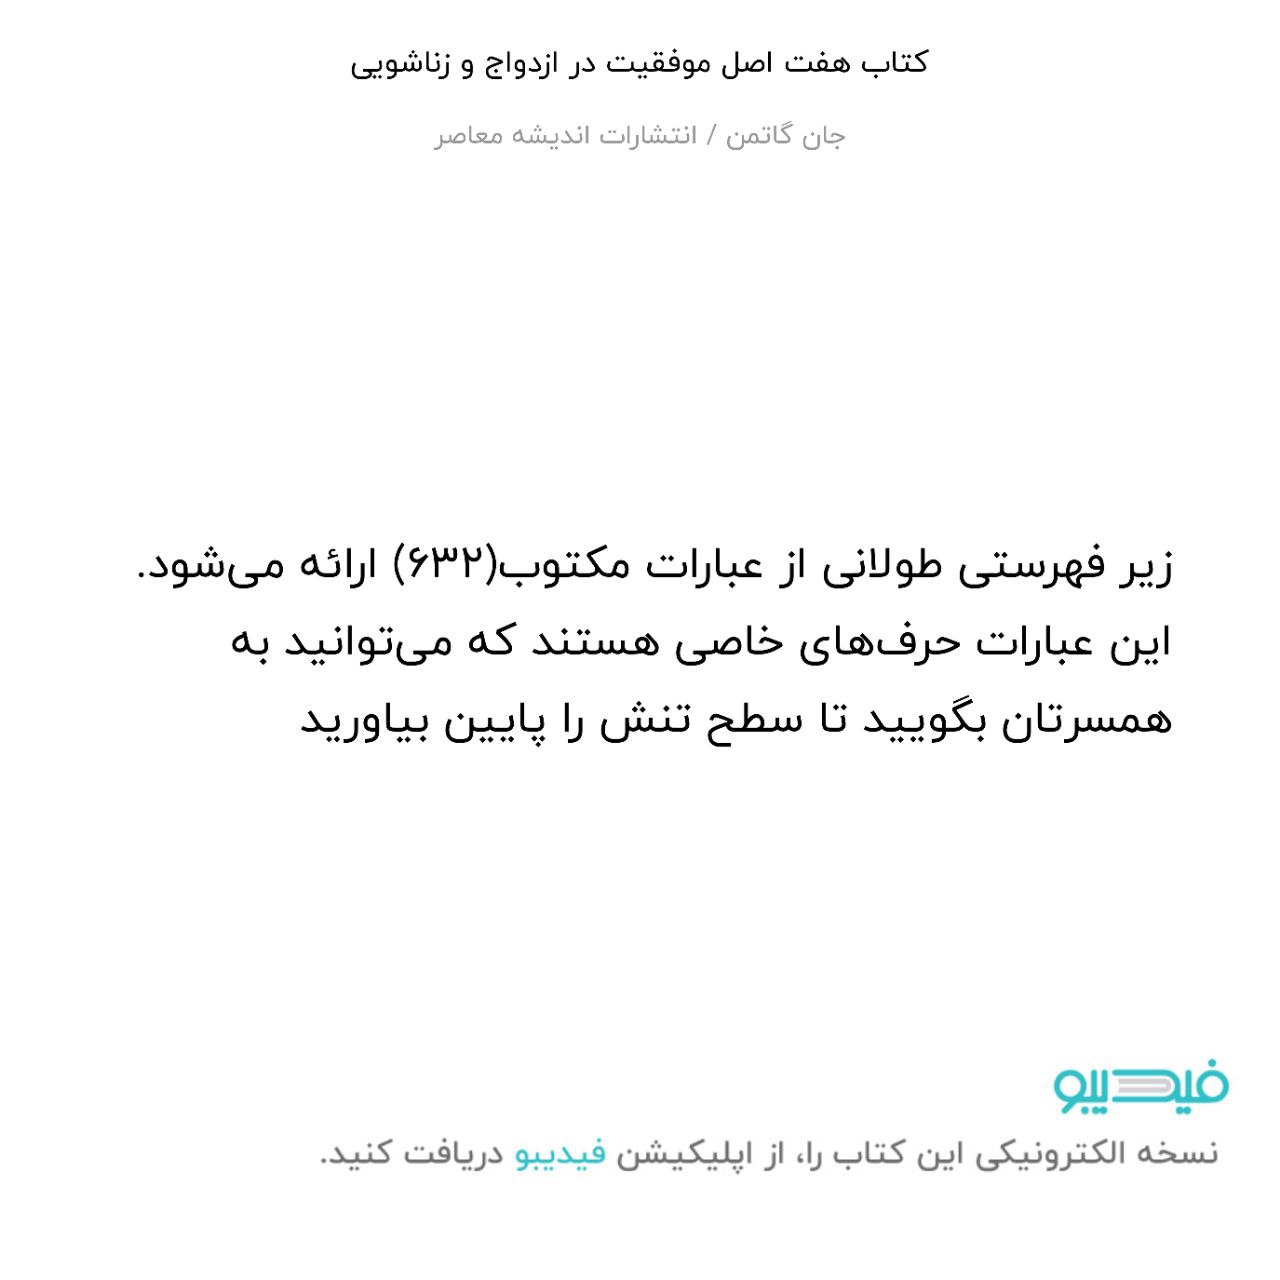 کتاب هفت اصل موفقیت در ازدواج و زناشویی
جان گاتمن / انتشارات اندیشه معاصر
زیر فهرستی طولانی از عبارات مکتوب(۶۳۲) ارائه می‌شود.
این عبارات حرف‌های خاصی هستند که می‌توانید به
همسرتان بگویید تا سطح تنش را پایین بیاورید
فیدیبو
نسخه الکترونیکی این کتاب را، از اپلیکیشن فیدیبو دریافت کنید.